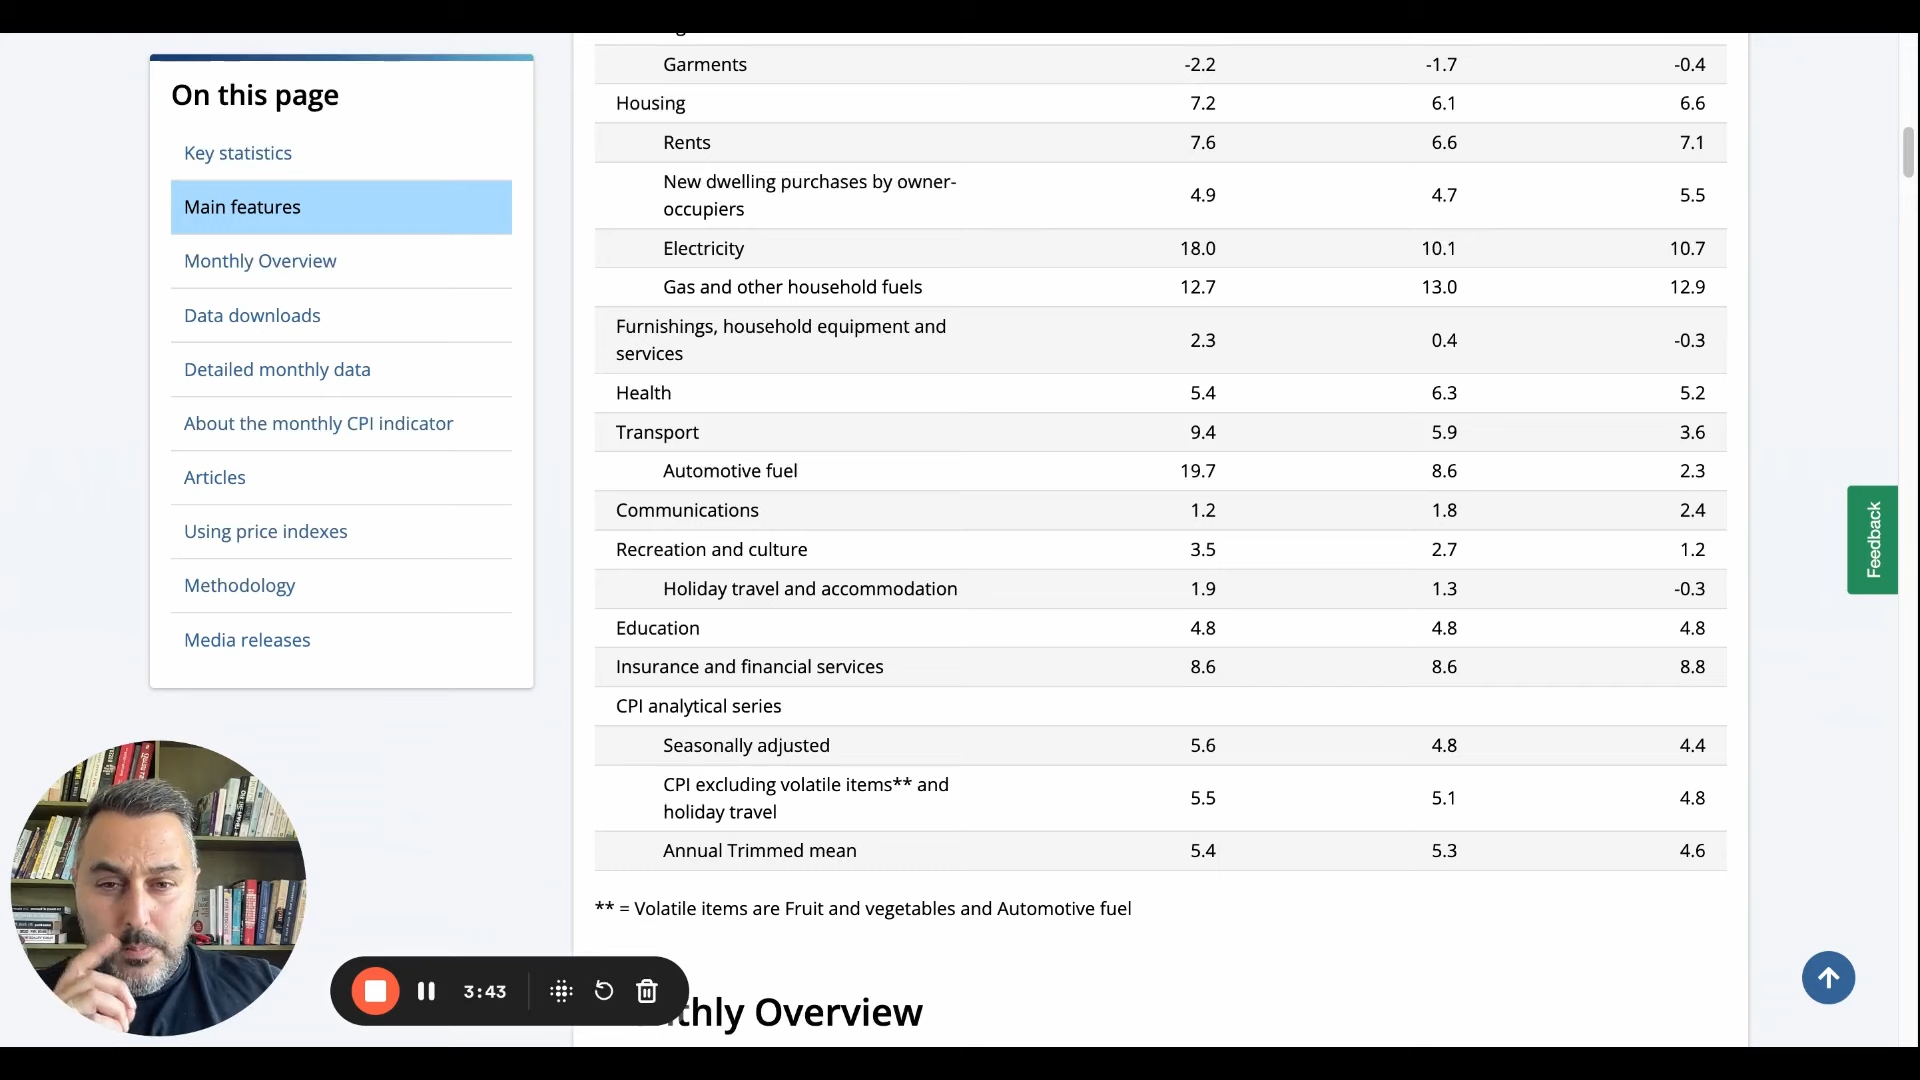 On this page
Key statistics
Main features
Monthly Overview
Data downloads
Detailed monthly data
About the monthly CPI indicator
Articles
Using price indexes
Methodology
Media releases
Garments -2.2 -1.7 -0.4
Housing 7.2 6.1 6.6
Rents 7.6 6.6 7.1
New dwelling purchases by owner-
occupiers 4.9 4.7 5.5
Electricity 18.0 10.1 10.7
Gas and other household fuels 12.7 13.0 12.9
Furnishings, household equipment and
services 2.3 0.4 -0.3
Health 5.4 6.3 5.2
Transport 9.4 5.9 3.6
Automotive fuel 19.7 8.6 2.3
Communications 1.2 1.8 2.4
Recreation and culture 3.5 2.7 1.2
Holiday travel and accommodation 1.9 1.3 -0.3
Education 4.8 4.8 4.8
Insurance and financial services 8.6 8.6 8.8
CPI analytical series
Seasonally adjusted 5.6 4.8 4.4
CPI excluding volatile items** and
holiday travel 5.5 5.1 4.8
Annual Trimmed mean 5.4 5.3 4.6
** = Volatile items are Fruit and vegetables and Automotive fuel
thly Overview
3:43
Feedback